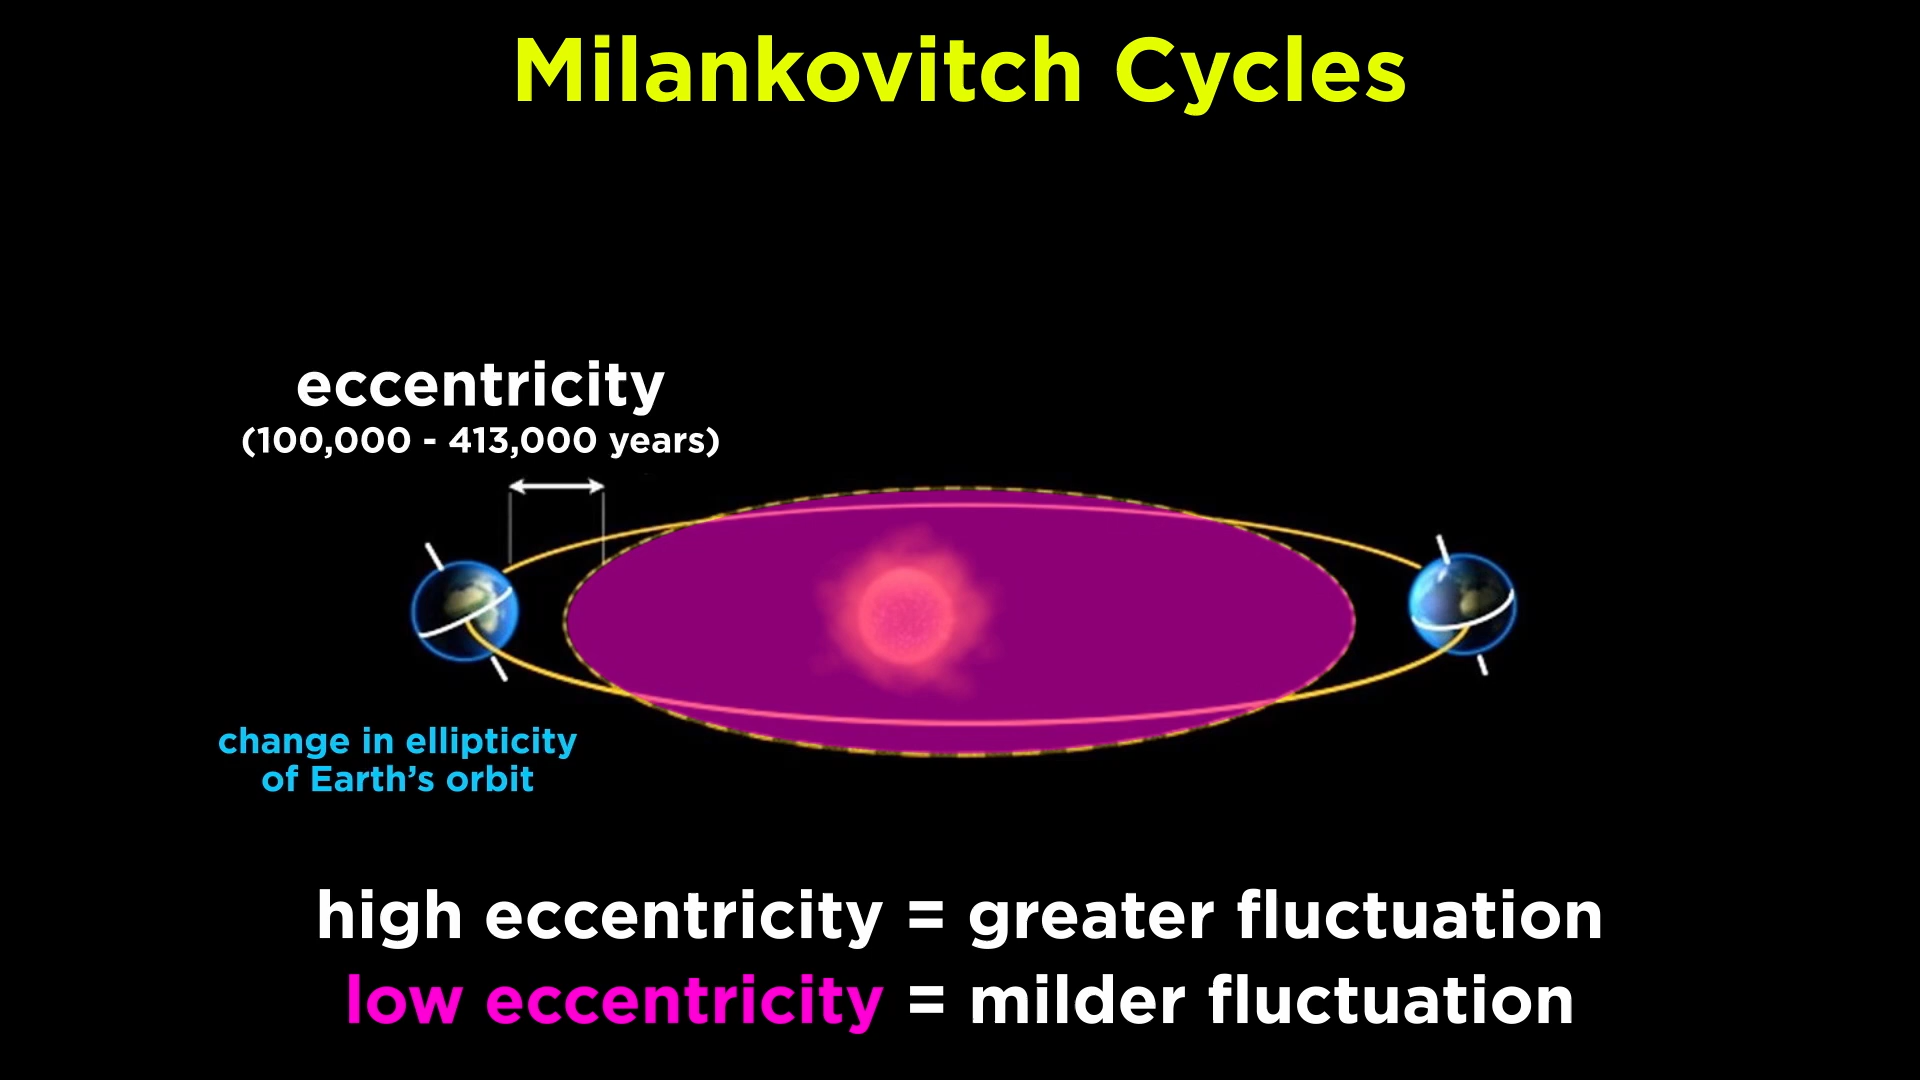 Milankovitch Cycles
eccentricity
(100,000 - 413,000 years)
change in ellipticity
of Earth’s orbit
high eccentricity = greater fluctuation
low eccentricity = milder fluctuation